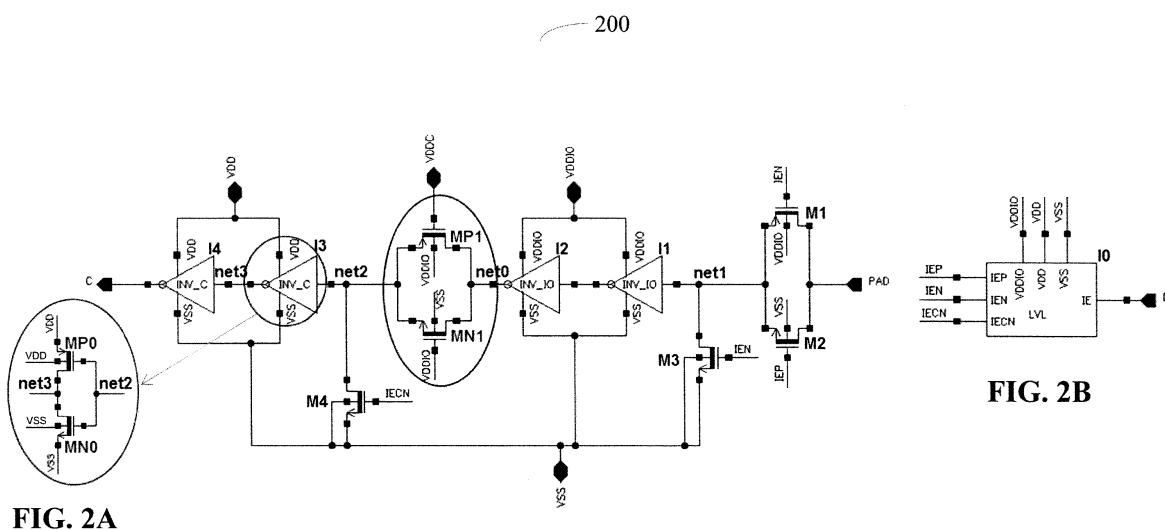 200
VDD
VDDC
VDDIO
IEN
M1
VDDIO
VSS
M2
IEP
PAD
I4
VDD
INV_C
VSS
C
net3
I3
VDD
INV_C
VSS
net2
MP1
VDDIO
VSS
MN1
VDDIO
net0
I2
VDDIO
INV_IO
VSS
I1
VDDIO
INV_IO
VSS
net1
M3
IEN
M4
IECN
VSS
VDD
VDD
MP0
net3
net2
VSS
MN0
VSS
FIG. 2A
VDDIO
VDD
VSS
I0
IEP
IEN
IECN
IEP
IEN
IECN
VDDIO
VDD
VSS
LVL
IE
FIG. 2B